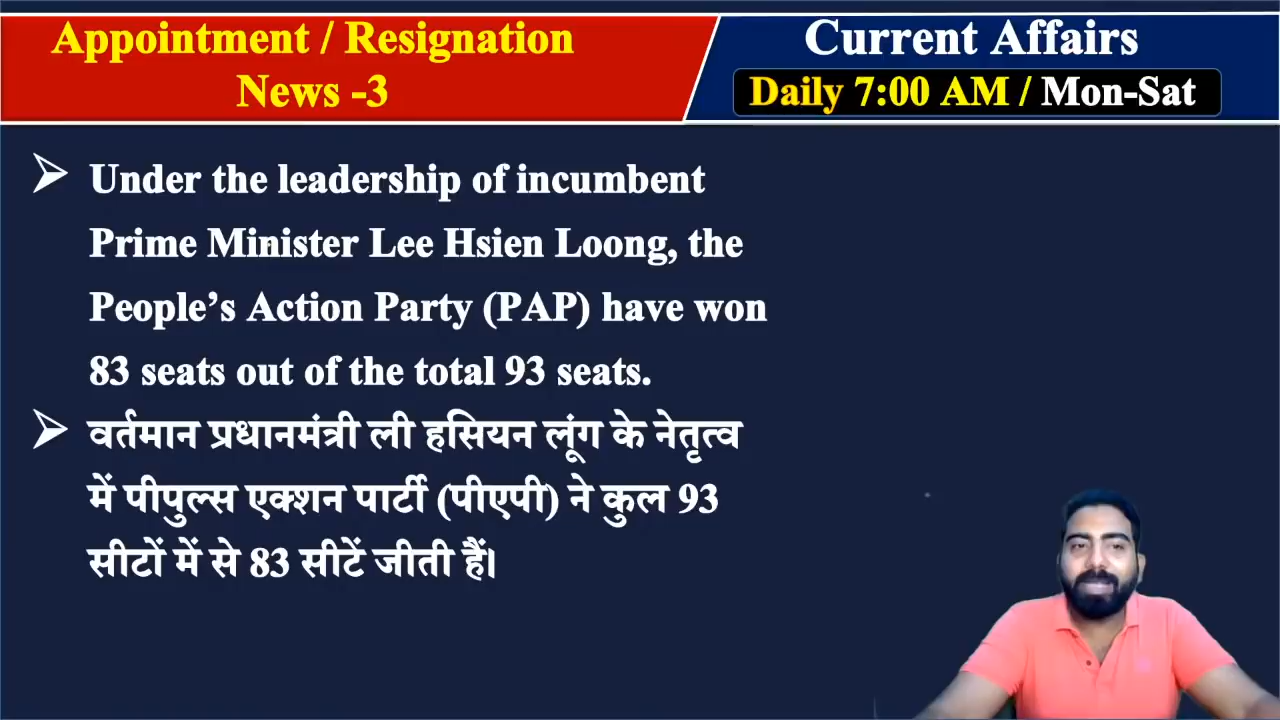 Appointment / Resignation
News -3
Current Affairs
Daily 7:00 AM / Mon-Sat
Under the leadership of incumbent
Prime Minister Lee Hsien Loong, the
People’s Action Party (PAP) have won
83 seats out of the total 93 seats.
वर्तमान प्रधानमंत्री ली हसियन लूंग के नेतृत्व
में पीपुल्स एक्शन पार्टी (पीएपी) ने कुल 93
सीटों में से 83 सीटें जीती हैं।